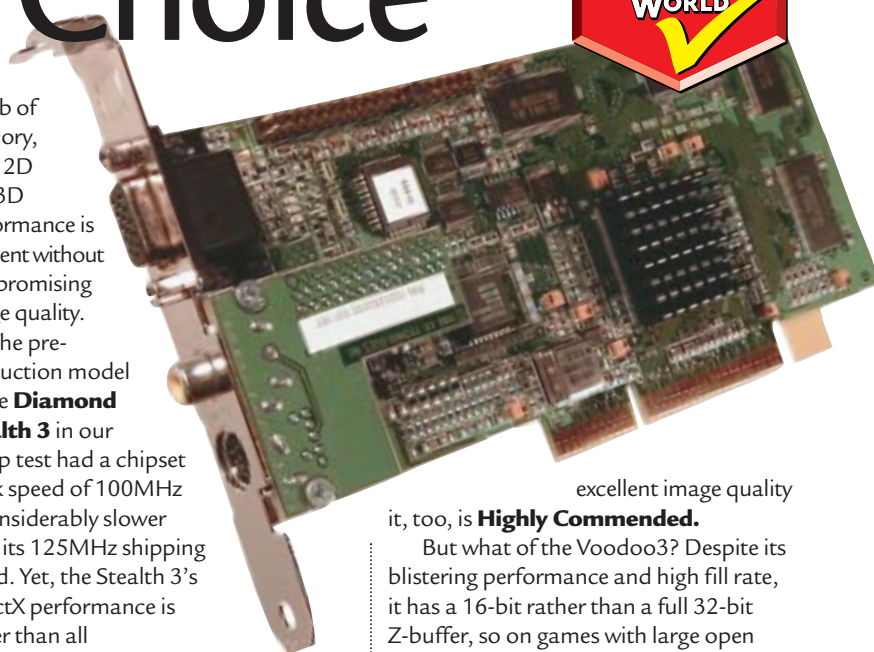 Choice
WORLD
b of
ory,
2D
3D
ormance is
ent without
promising
e quality.
he pre-
uction model
e Diamond
lth 3 in our
p test had a chipset
k speed of 100MHz
nsiderably slower
its 125MHz shipping
d. Yet, the Stealth 3's
ctX performance is
er than all
excellent image quality
it, too, is Highly Commended.
But what of the Voodoo3? Despite its
blistering performance and high fill rate,
it has a 16-bit rather than a full 32-bit
Z-buffer, so on games with large open